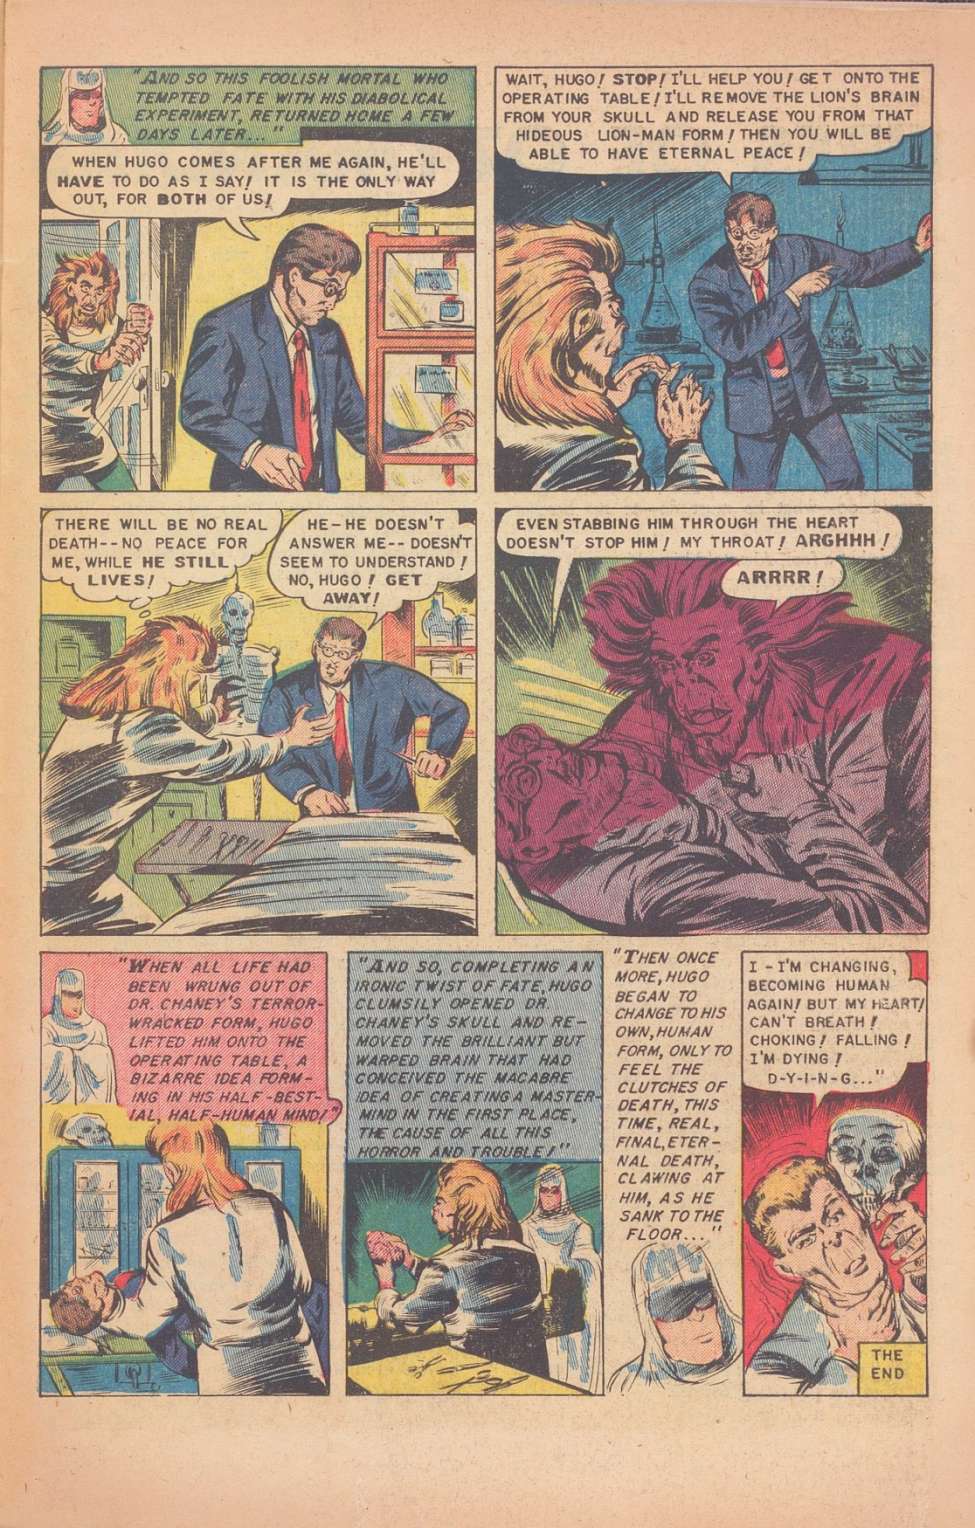 "AND SO THIS FOOLISH MORTAL WHO
TEMPTED FATE WITH HIS DIABOLICAL
EXPERIMENT, RETURNED HOME A FEW
DAYS LATER..."
WHEN HUGO COMES AFTER ME AGAIN, HE'LL
HAVE TO DO AS I SAY! IT IS THE ONLY WAY
OUT, FOR BOTH OF US!
WAIT, HUGO! STOP! I'LL HELP YOU! GET ONTO THE
OPERATING TABLE! I'LL REMOVE THE LION'S BRAIN
FROM YOUR SKULL AND RELEASE YOU FROM THAT
HIDEOUS LION-MAN FORM! THEN YOU WILL BE
ABLE TO HAVE ETERNAL PEACE!
THERE WILL BE NO REAL
DEATH--NO PEACE FOR
ME, WHILE HE STILL
LIVES!
HE-HE DOESN'T
ANSWER ME--DOESN'T
SEEM TO UNDERSTAND!
NO, HUGO! GET
AWAY!
EVEN STABBING HIM THROUGH THE HEART
DOESN'T STOP HIM! MY THROAT! ARGHHH!
ARRRR!
"WHEN ALL LIFE HAD
BEEN WRUNG OUT OF
DR. CHANEY'S TERROR-
WRACKED FORM, HUGO
LIFTED HIM ONTO THE
OPERATING TABLE, A
BIZARRE IDEA FORM-
ING IN HIS HALF-BEST-
IAL, HALF-HUMAN MIND!"
"AND SO, COMPLETING AN
IRONIC TWIST OF FATE, HUGO
CLUMSILY OPENED DR.
CHANEY'S SKULL AND RE-
MOVED THE BRILLIANT BUT
WARPED BRAIN THAT HAD
CONCEIVED THE MACABRE
IDEA OF CREATING A MASTER-
MIND IN THE FIRST PLACE,
THE CAUSE OF ALL THIS
HORROR AND TROUBLE!"
"THEN ONCE
MORE, HUGO
BEGAN TO
CHANGE TO HIS
OWN, HUMAN
FORM, ONLY TO
FEEL THE
CLUTCHES OF
DEATH, THIS
TIME, REAL,
FINAL, ETER-
NAL DEATH,
CLAWING AT
HIM, AS HE
SANK TO THE
FLOOR..."
I-I'M CHANGING,
BECOMING HUMAN
AGAIN! BUT MY HEART!
CAN'T BREATH!
CHOKING! FALLING!
I'M DYING!
D-Y-I-N-G..."
THE
END